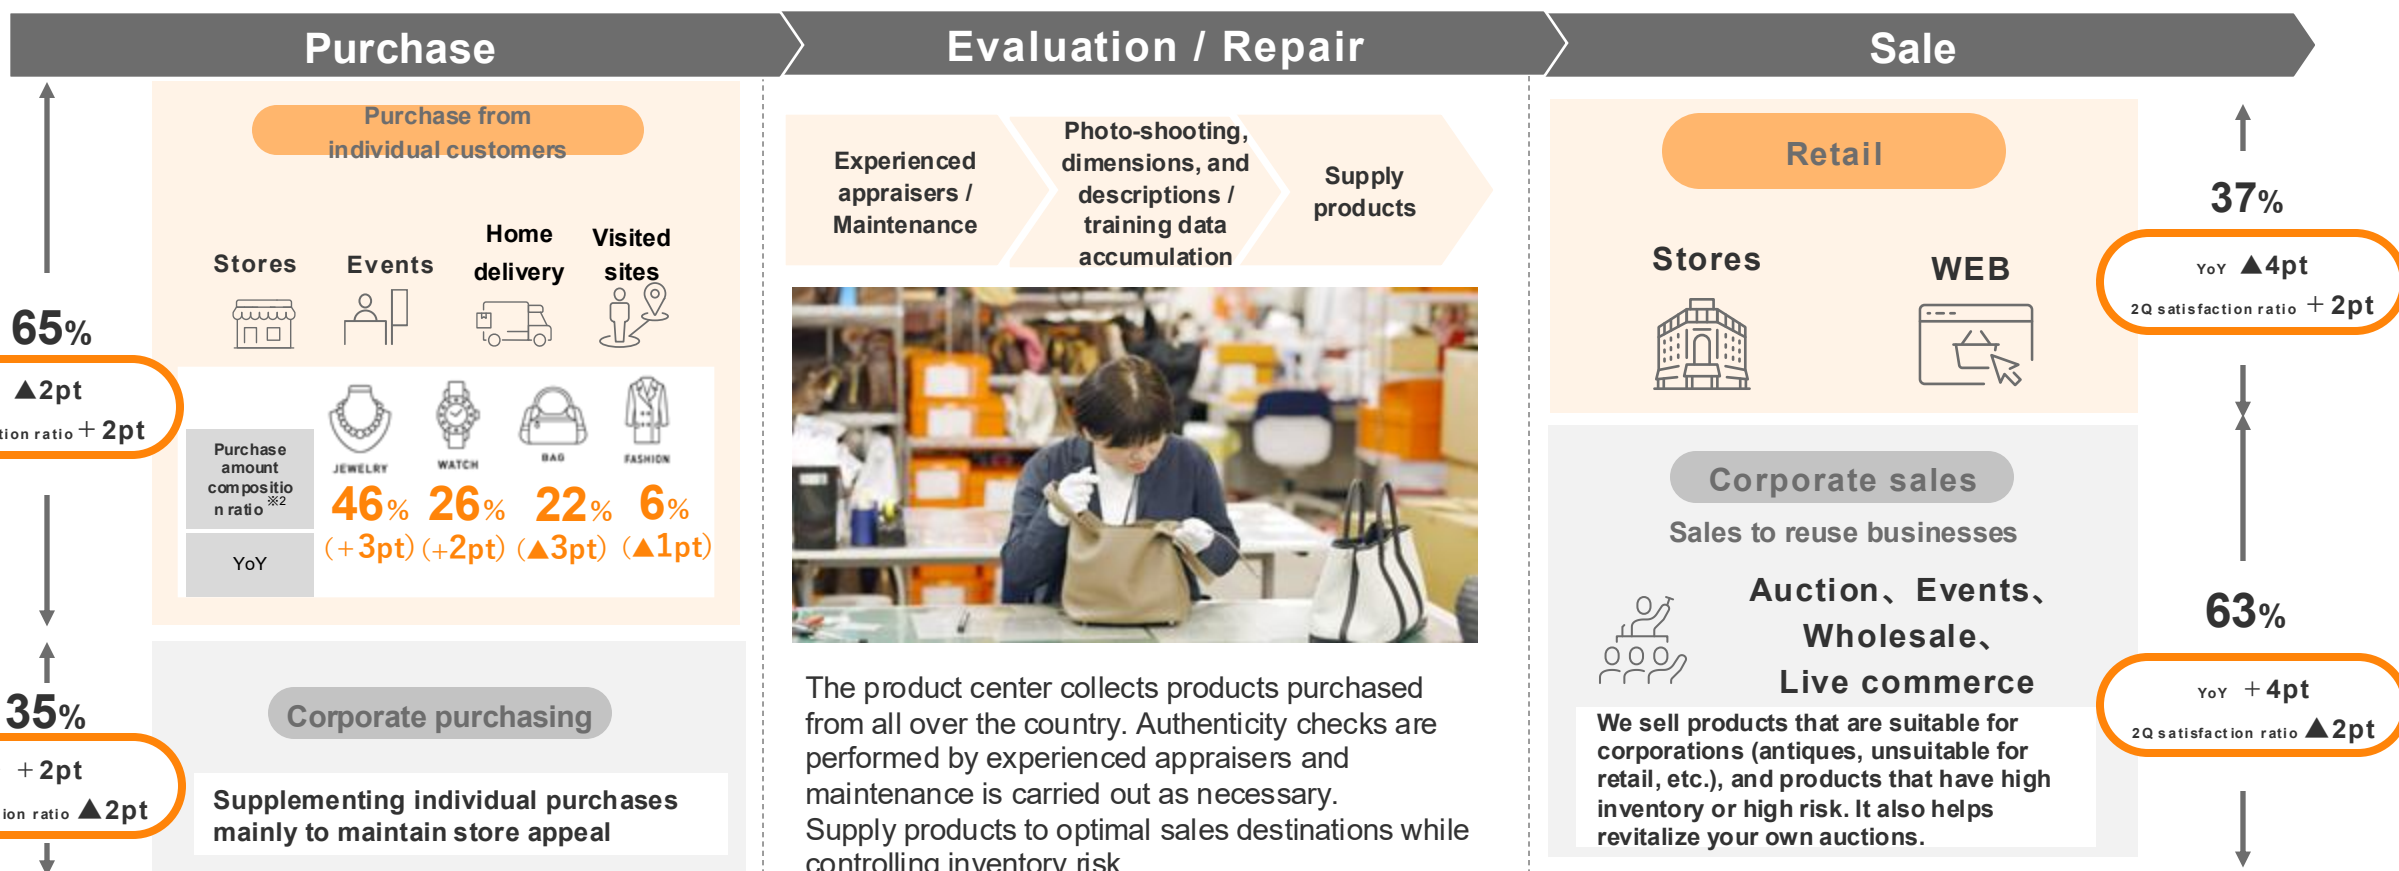 Purchase
Evaluation / Repair
Sale
65%
▲2pt
ratio + 2pt
35%
+ 2pt
ratio ▲2pt
Purchase from
individual customers
Stores
Events
Home
delivery
Visited
sites
JEWELRY
WATCH
BAG
FASHION
Purchase
amount
compositio
n ratio ※2
46% 26% 22% 6%
YoY
(+3pt) (+2pt) (▲3pt) (▲1pt)
Corporate purchasing
Supplementing individual purchases
mainly to maintain store appeal
Experienced
appraisers /
Maintenance
Photo-shooting,
dimensions, and
descriptions /
training data
accumulation
Supply
products
The product center collects products purchased
from all over the country. Authenticity checks are
performed by experienced appraisers and
maintenance is carried out as necessary.
Supply products to optimal sales destinations while
controlling inventory risk
Retail
Stores
WEB
Corporate sales
Sales to reuse businesses
Auction、Events、
Wholesale、
Live commerce
We sell products that are suitable for
corporations (antiques, unsuitable for
retail, etc.), and products that have high
inventory or high risk. It also helps
revitalize your own auctions.
37%
YoY ▲4pt
2Q satisfaction ratio + 2pt
63%
YoY + 4pt
2Q satisfaction ratio ▲2pt